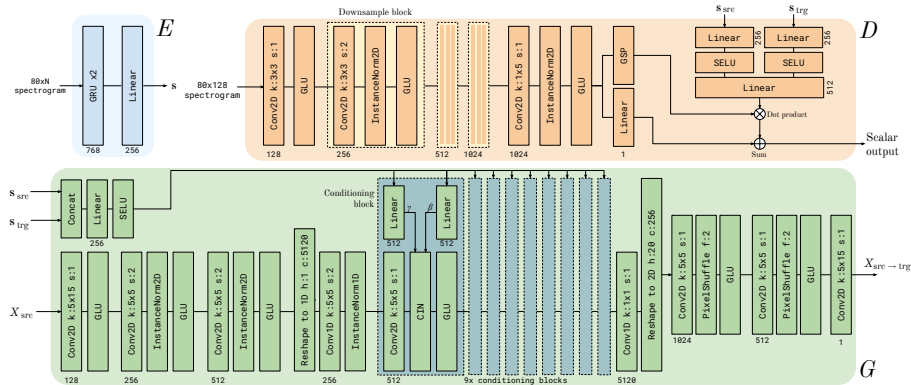 E
80xN
spectrogram
GRU x2
768
Linear
256
s
D
80x128
spectrogram
Conv2D k:3x3 s:1
128
GLU
Downsample block
Conv2D k:3x3 s:2
256
InstanceNorm2D
GLU
512
1024
Conv2D k:1x5 s:1
1024
InstanceNorm2D
GLU
GSP
Linear
1
s src
s trg
Linear
256
Linear
256
SELU
SELU
Linear
512
Dot product
Sum
Scalar
output
s src
s trg
Concat
Linear
256
SELU
Conditioning
block
Linear
512
γ
β
Linear
512
X src
Conv2D k:5x15 s:1
128
GLU
Conv2D k:5x5 s:2
256
InstanceNorm2D
GLU
Conv2D k:5x5 s:2
512
InstanceNorm2D
GLU
Reshape to 1D h:1 c:5120
Conv2D k:5x5 s:1
256
InstanceNorm1D
Conv2D k:5x5 s:1
512
CIN
GLU
9x conditioning blocks
Conv1D k:1x1 s:1
5120
Reshape to 2D h:20 c:256
Conv2D k:5x5 s:1
1024
PixelShuffle f:2
GLU
Conv2D k:5x5 s:1
512
PixelShuffle f:2
GLU
Conv2D k:5x15 s:1
1
X src → trg
G